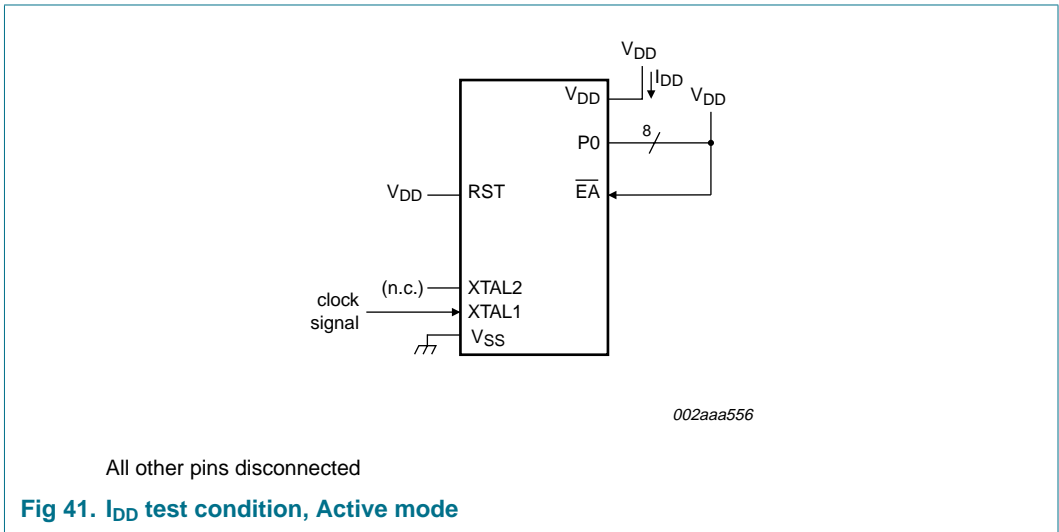 VDD
IDD
VDD
VDD
P0
8
VDD
RST
EA
(n.c.)
XTAL2
clock
signal
XTAL1
VSS
002aaa556
All other pins disconnected
Fig 41. IDD test condition, Active mode